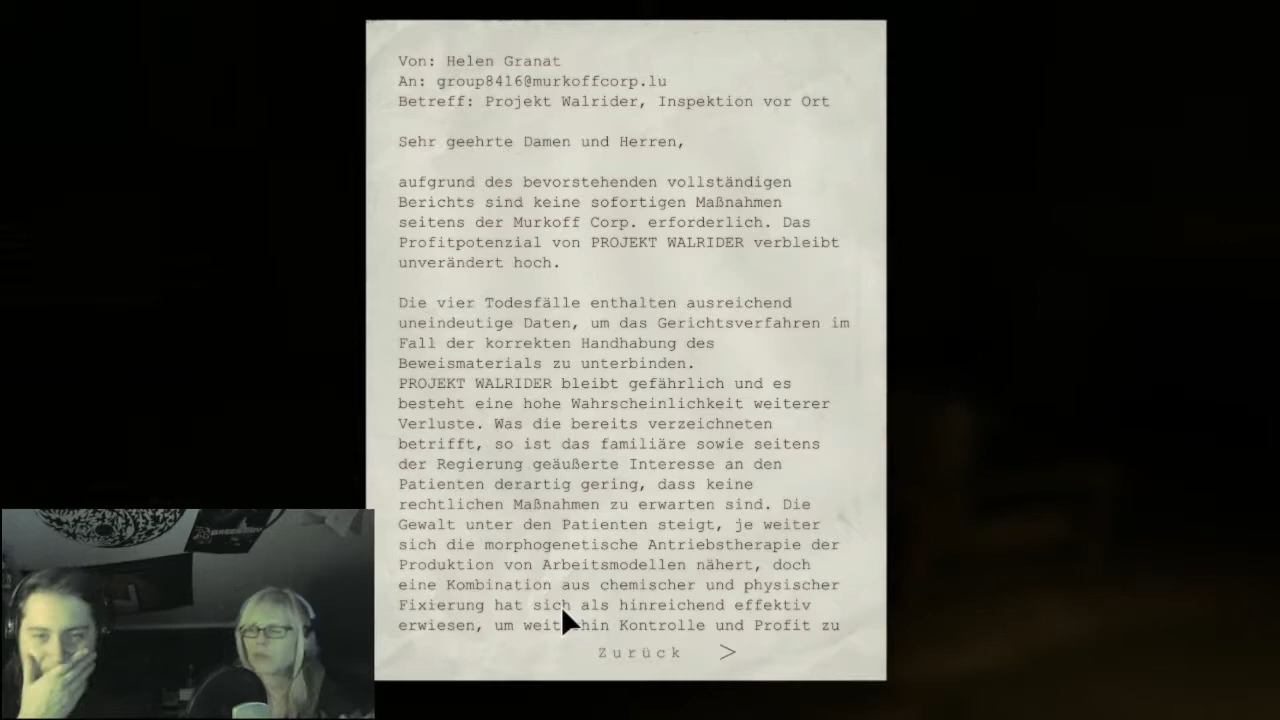 Von: Helen Granat
An: group8416@murkoffcorp.lu
Betreff: Projekt Walrider, Inspektion vor Ort
Sehr geehrte Damen und Herren,
aufgrund des bevorstehenden vollständigen
Berichts sind keine sofortigen Maßnahmen
seitens der Murkoff Corp. erforderlich. Das
Profitpotenzial von PROJEKT WALRIDER verbleibt
unverändert hoch.
Die vier Todesfälle enthalten ausreichend
uneindeutige Daten, um das Gerichtsverfahren im
Fall der korrekten Handhabung des
Beweismaterials zu unterbinden.
PROJEKT WALRIDER bleibt gefährlich und es
besteht eine hohe Wahrscheinlichkeit weiterer
Verluste. Was die bereits verzeichneten
betrifft, so ist das familiäre sowie seitens
der Regierung geäußerte Interesse an den
Patienten derartig gering, dass keine
rechtlichen Maßnahmen zu erwarten sind. Die
Gewalt unter den Patienten steigt, je weiter
sich die morphogenetische Antriebstherapie der
Produktion von Arbeitsmodellen nähert, doch
eine Kombination aus chemischer und physischer
Fixierung hat sich als hinreichend effektiv
erwiesen, um weiterhin Kontrolle und Profit zu
Zurück >